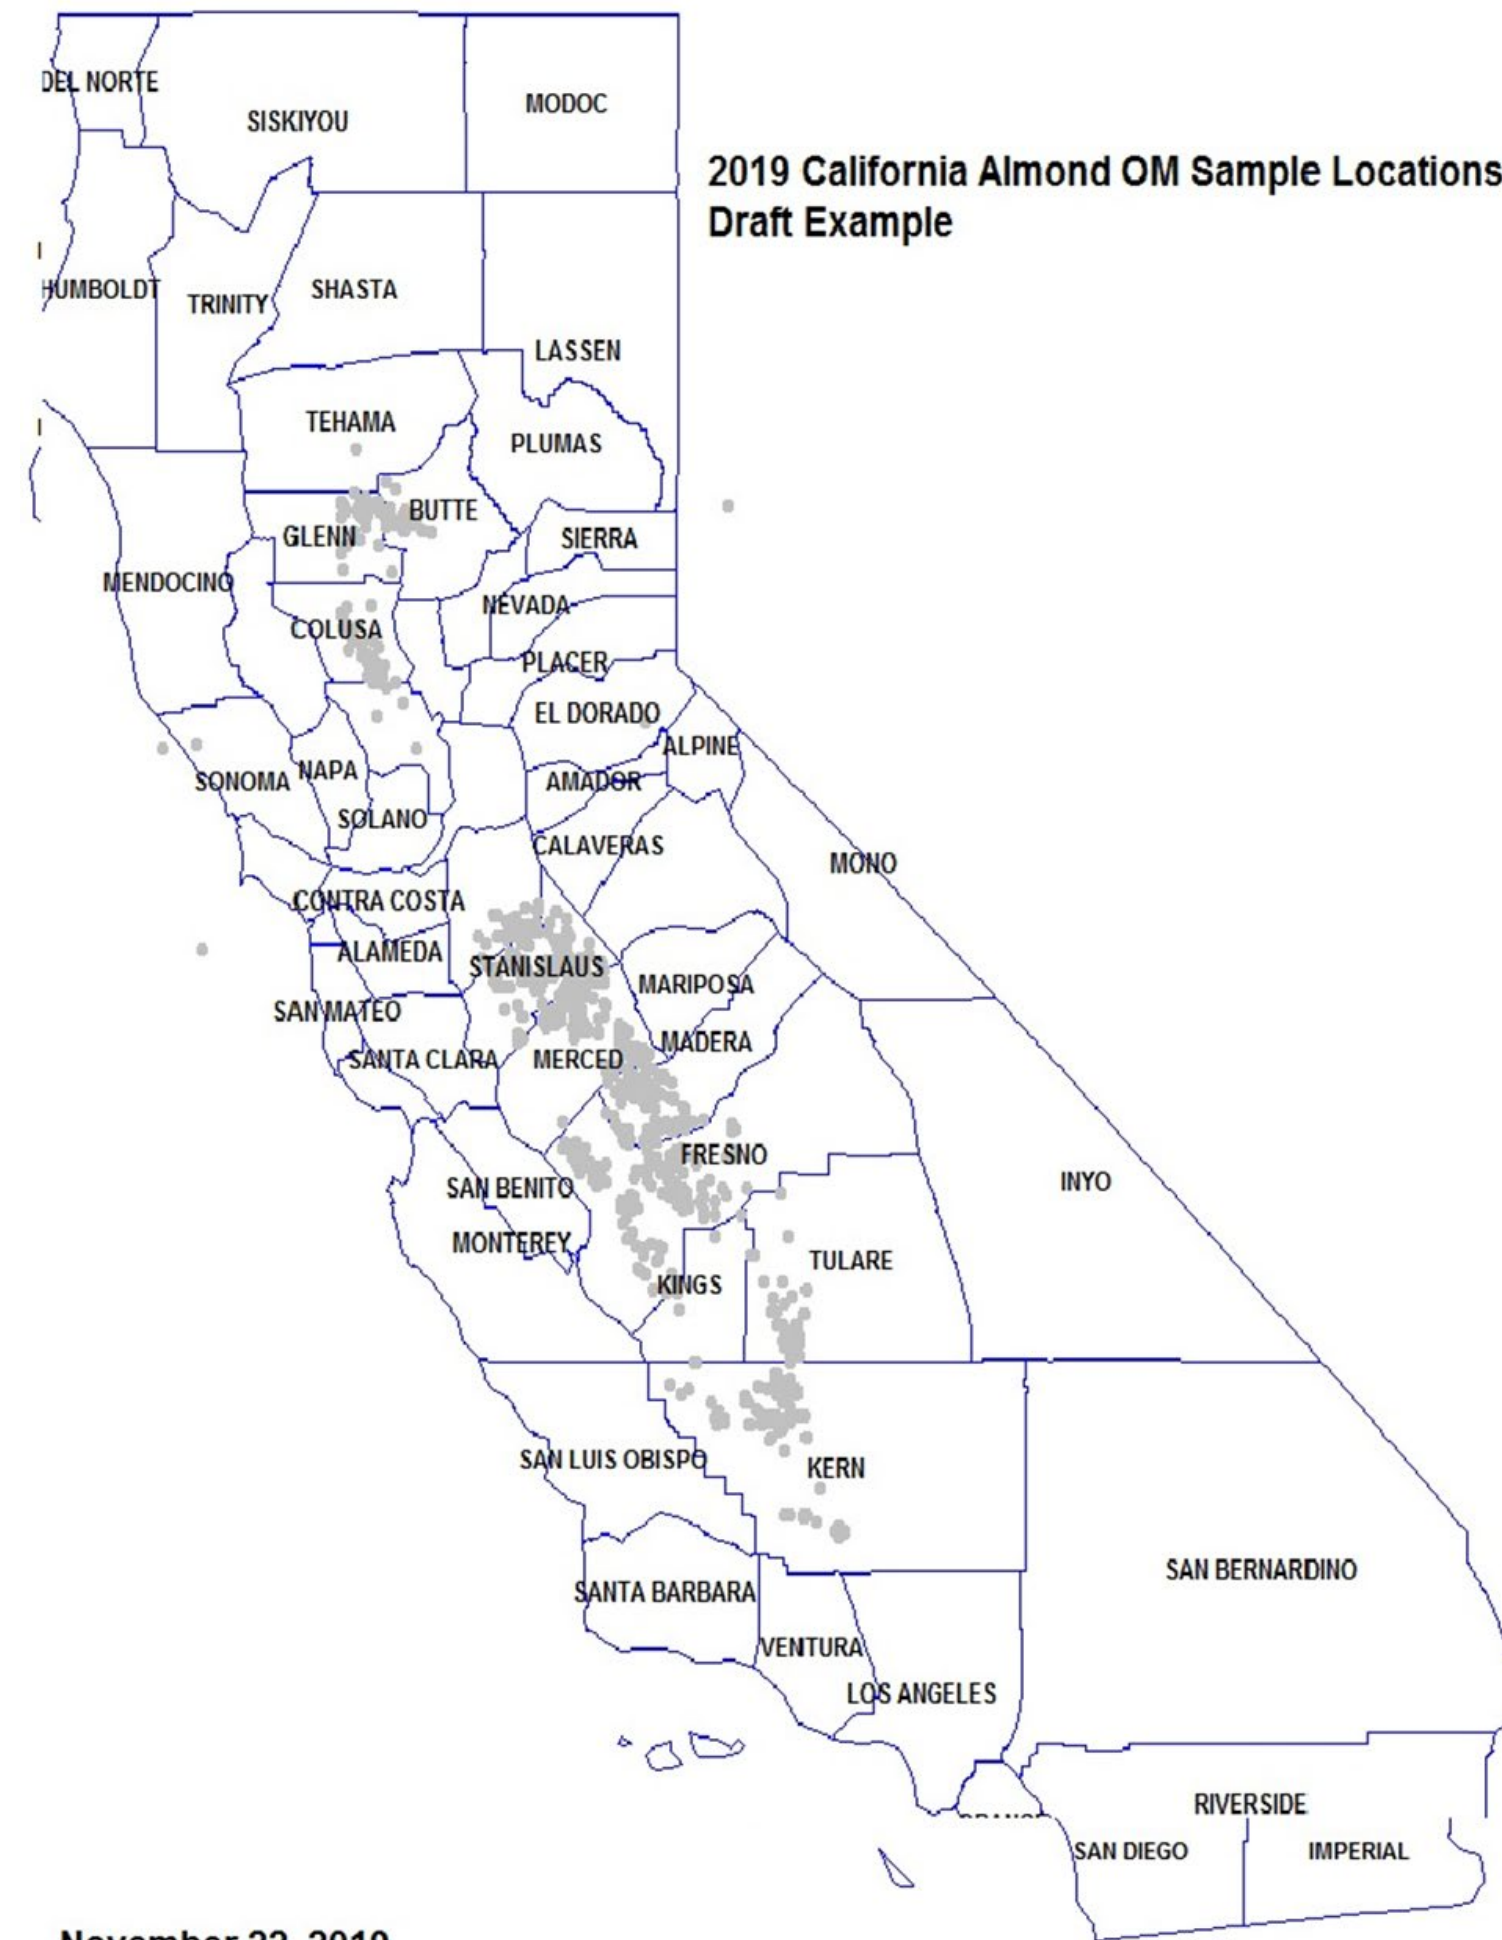 DEL NORTE
SISKIYOU
MODOC
2019 California Almond OM Sample Locations
Draft Example
HUMBOLDT
TRINITY
SHASTA
LASSEN
TEHAMA
PLUMAS
BUTTE
GLENN
SIERRA
MENDOCINO
NEVADA
COLUSA
PLACER
EL DORADO
ALPINE
SONOMA
NAPA
AMADOR
SOLANO
CALAVERAS
MONO
CONTRA COSTA
ALAMEDA
STANISLAUS
MARIPOSA
SAN MATEO
MADERA
SANTA CLARA
MERCED
FRESNO
INYO
SAN BENITO
MONTEREY
TULARE
KINGS
SAN LUIS OBISPO
KERN
SAN BERNARDINO
SANTA BARBARA
VENTURA
LOS ANGELES
RIVERSIDE
SAN DIEGO
IMPERIAL